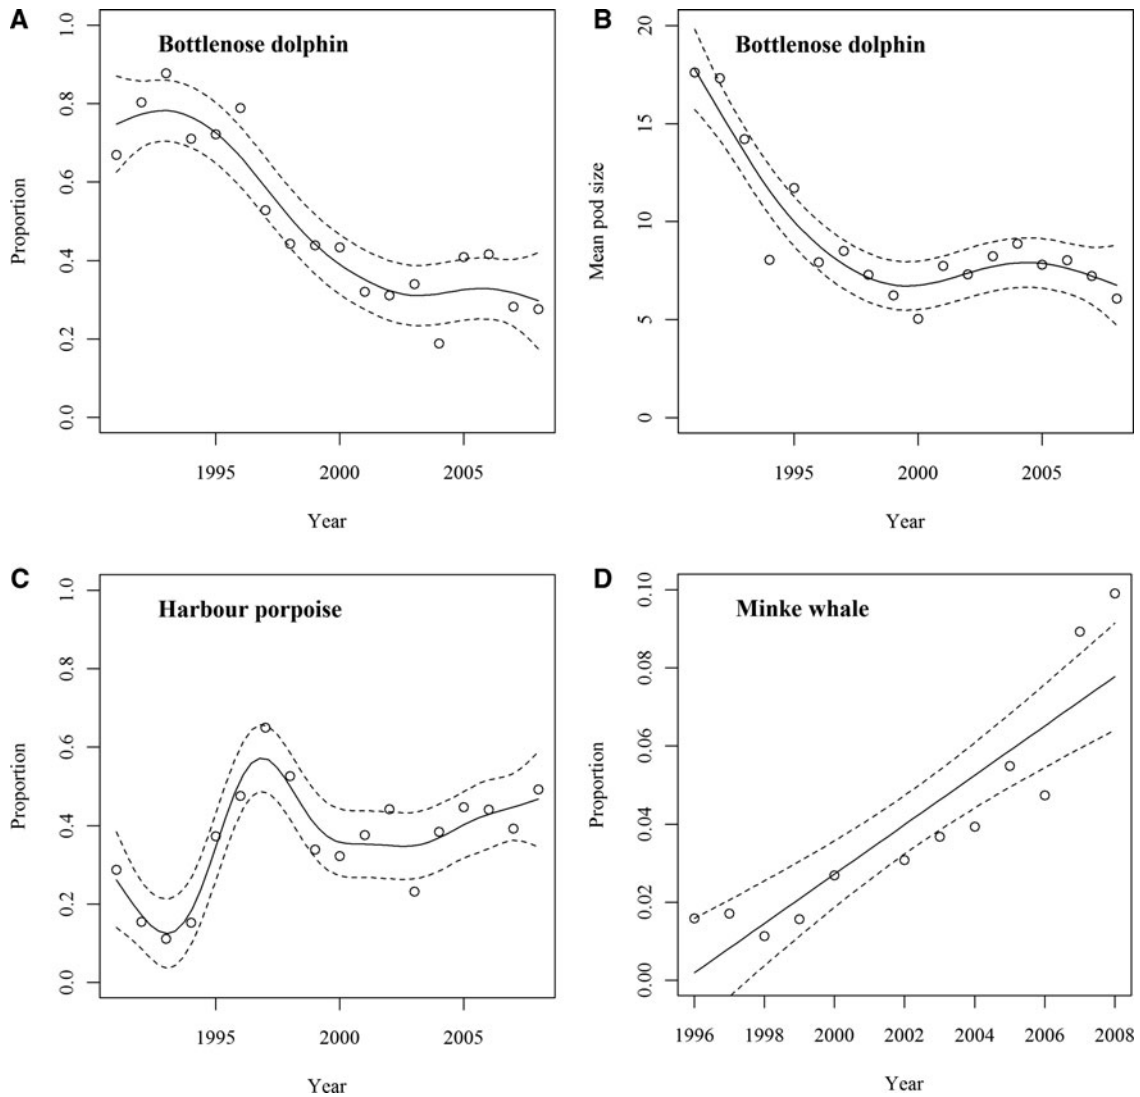 A
Bottlenose dolphin
Proportion
1.0
0.8
0.6
0.4
0.2
0.0
1995 2000 2005
Year
B
Bottlenose dolphin
Mean pod size
20
15
10
5
0
1995 2000 2005
Year
C
Harbour porpoise
Proportion
1.0
0.8
0.6
0.4
0.2
0.0
1995 2000 2005
Year
D
Minke whale
Proportion
0.10
0.08
0.06
0.04
0.02
0.00
1996 1998 2000 2002 2004 2006 2008
Year